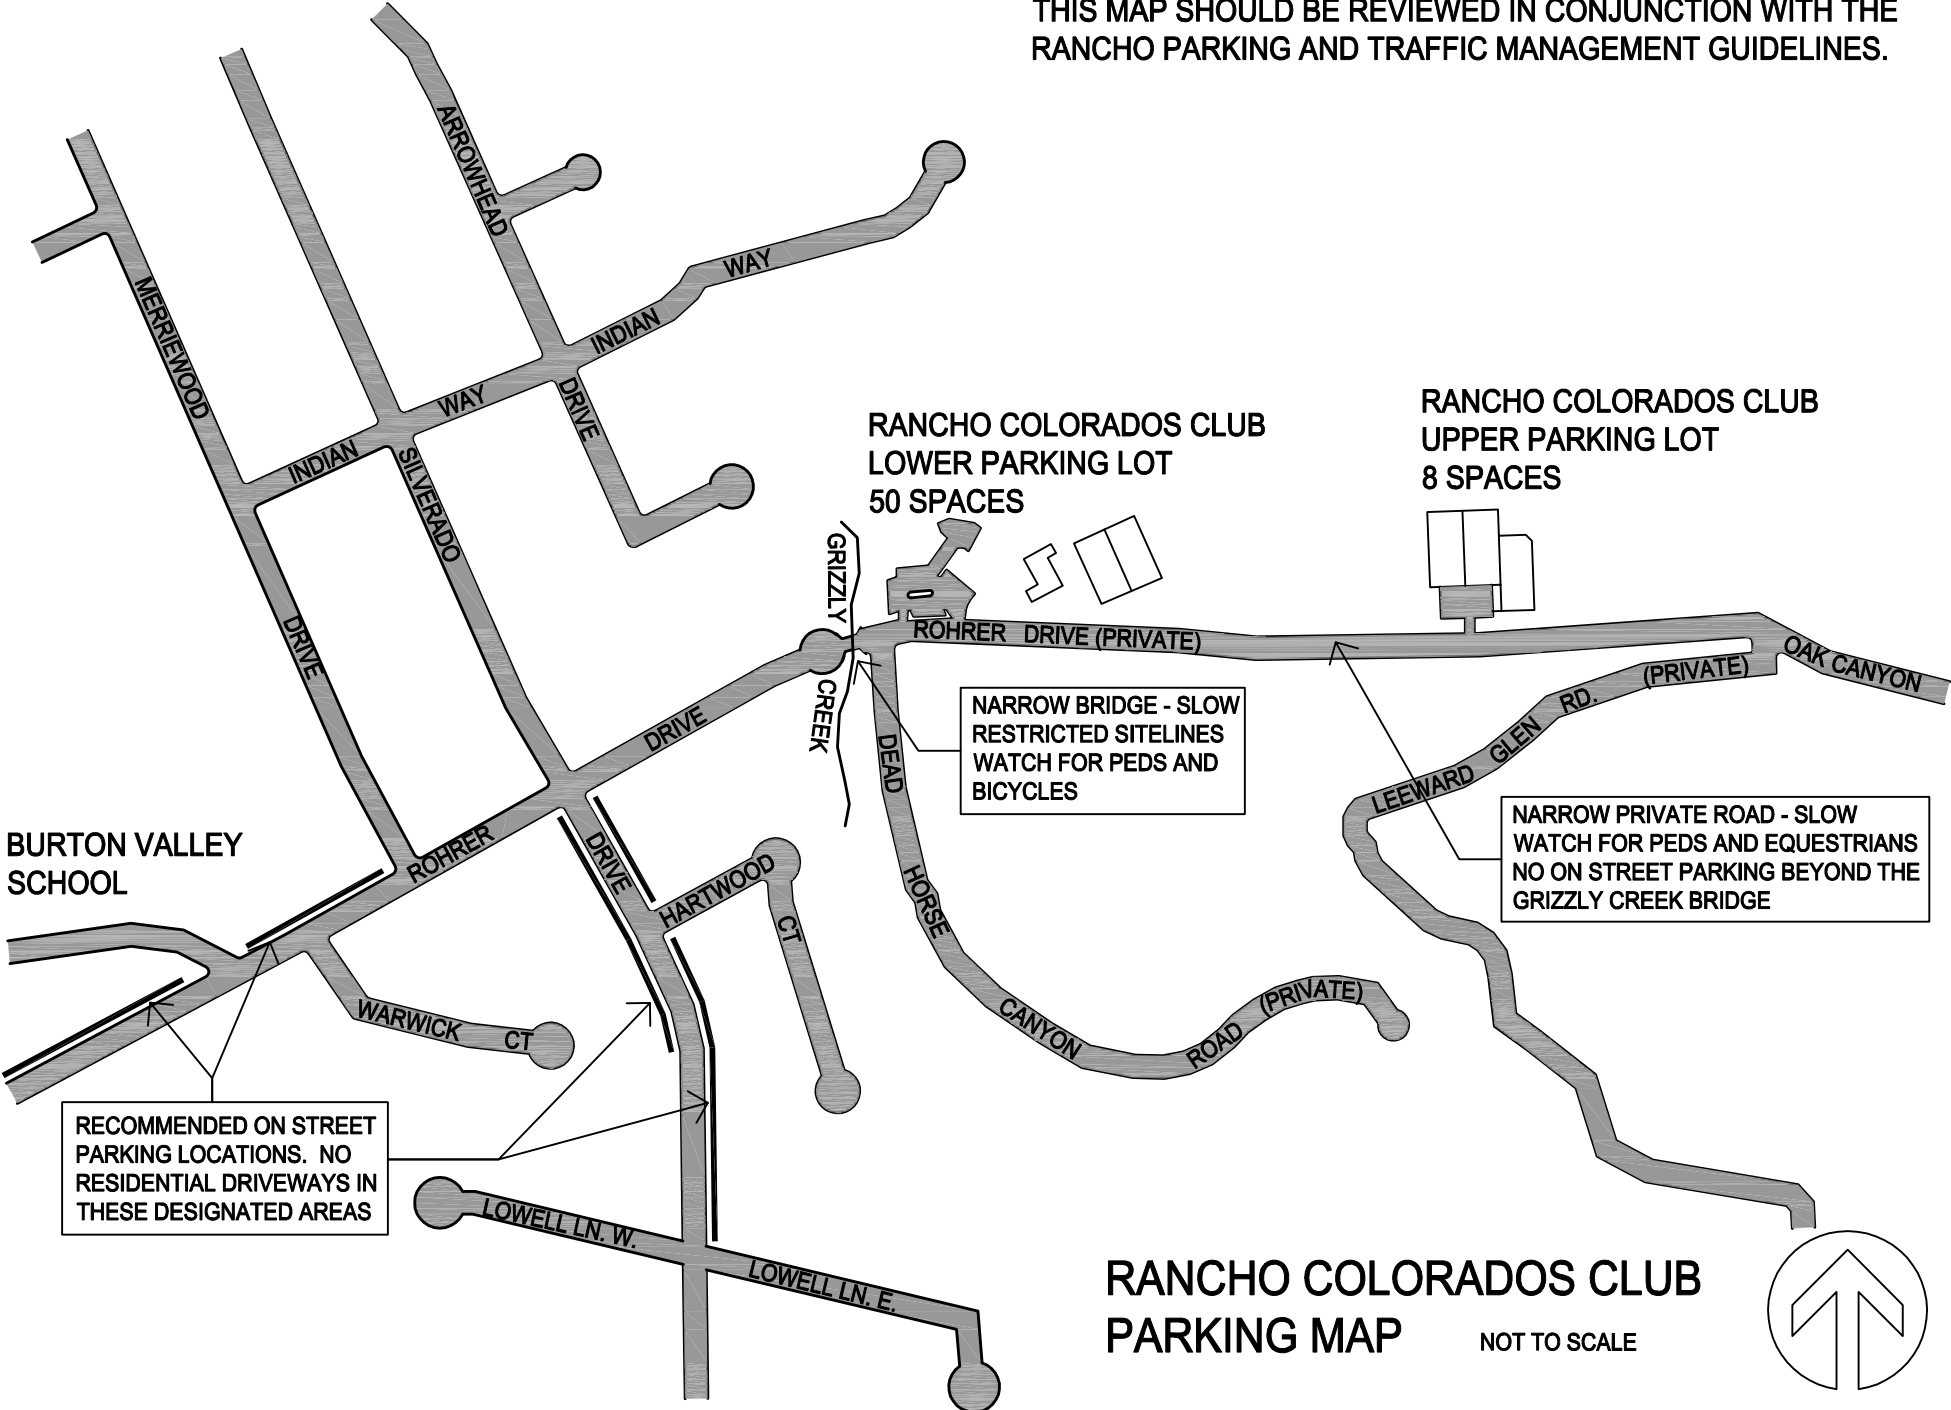 THIS MAP SHOULD BE REVIEWED IN CONJUNCTION WITH THE
RANCHO PARKING AND TRAFFIC MANAGEMENT GUIDELINES.
ARROWHEAD
DRIVE
INDIAN
WAY
INDIAN
WAY
MERRIEWOOD
DRIVE
SILVERADO
DRIVE
RANCHO COLORADOS CLUB
LOWER PARKING LOT
50 SPACES
RANCHO COLORADOS CLUB
UPPER PARKING LOT
8 SPACES
GRIZZLY
CREEK
ROHRER DRIVE (PRIVATE)
OAK CANYON
LEEWARD GLEN RD. (PRIVATE)
NARROW BRIDGE - SLOW
RESTRICTED SITELINES
WATCH FOR PEDS AND
BICYCLES
NARROW PRIVATE ROAD - SLOW
WATCH FOR PEDS AND EQUESTRIANS
NO ON STREET PARKING BEYOND THE
GRIZZLY CREEK BRIDGE
DEAD
HORSE
CANYON
ROAD
(PRIVATE)
ROHRER
DRIVE
BURTON VALLEY
SCHOOL
HARTWOOD
CT
WARWICK
CT
RECOMMENDED ON STREET
PARKING LOCATIONS. NO
RESIDENTIAL DRIVEWAYS IN
THESE DESIGNATED AREAS
LOWELL LN. W.
LOWELL LN. E.
RANCHO COLORADOS CLUB
PARKING MAP
NOT TO SCALE